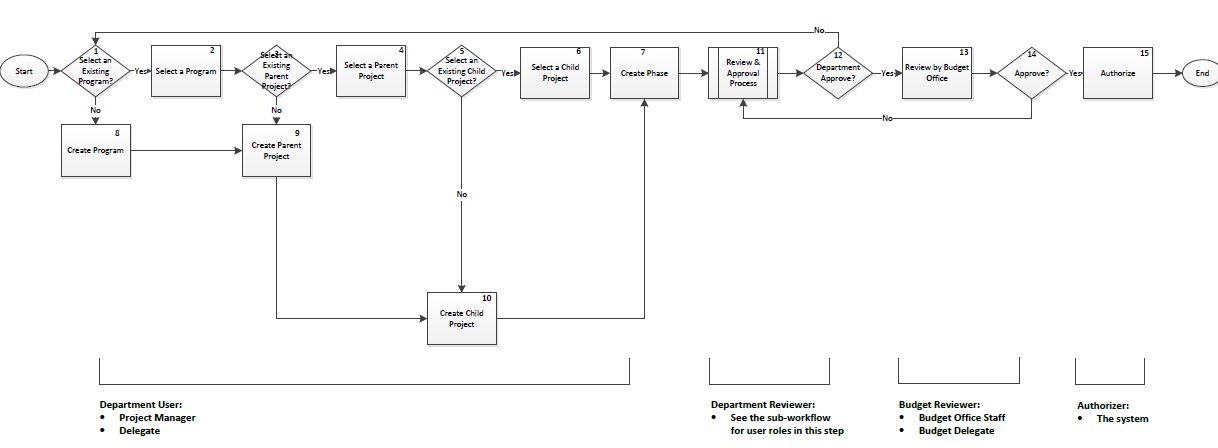 No
1
Select an
Existing
Program?
2
Select a Program
3
Select an
Existing
Parent
Project?
4
Select a Parent
Project
5
Select an
Existing Child
Project?
6
Select a Child
Project
7
Create Phase
11
Review &
Approval
Process
12
Department
Approve?
13
Review by Budget
Office
14
Approve?
15
Authorize
Start
Yes
Yes
Yes
Yes
Yes
End
No
No
No
8
Create Program
9
Create Parent
Project
No
10
Create Child
Project
Department User:
• Project Manager
• Delegate
Department Reviewer:
• See the sub-workflow
for user roles in this step
Budget Reviewer:
• Budget Office Staff
• Budget Delegate
Authorizer:
• The system